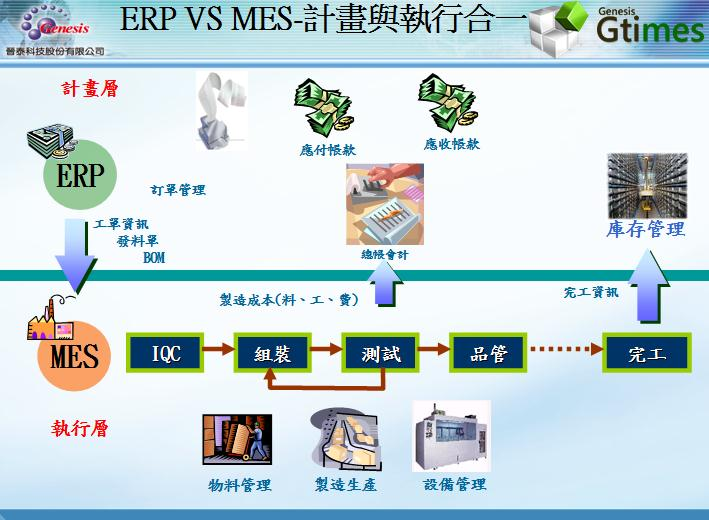 Genesis
晉泰科技股份有限公司
ERP VS MES-計畫與執行合一
Genesis
Gtimes
計畫層
應付帳款
應收帳款
ERP
訂單管理
工單資訊
發料單
BOM
總帳會計
庫存管理
製造成本(料、工、費)
完工資訊
MES
IQC
組裝
測試
品管
完工
執行層
物料管理
製造生產
設備管理